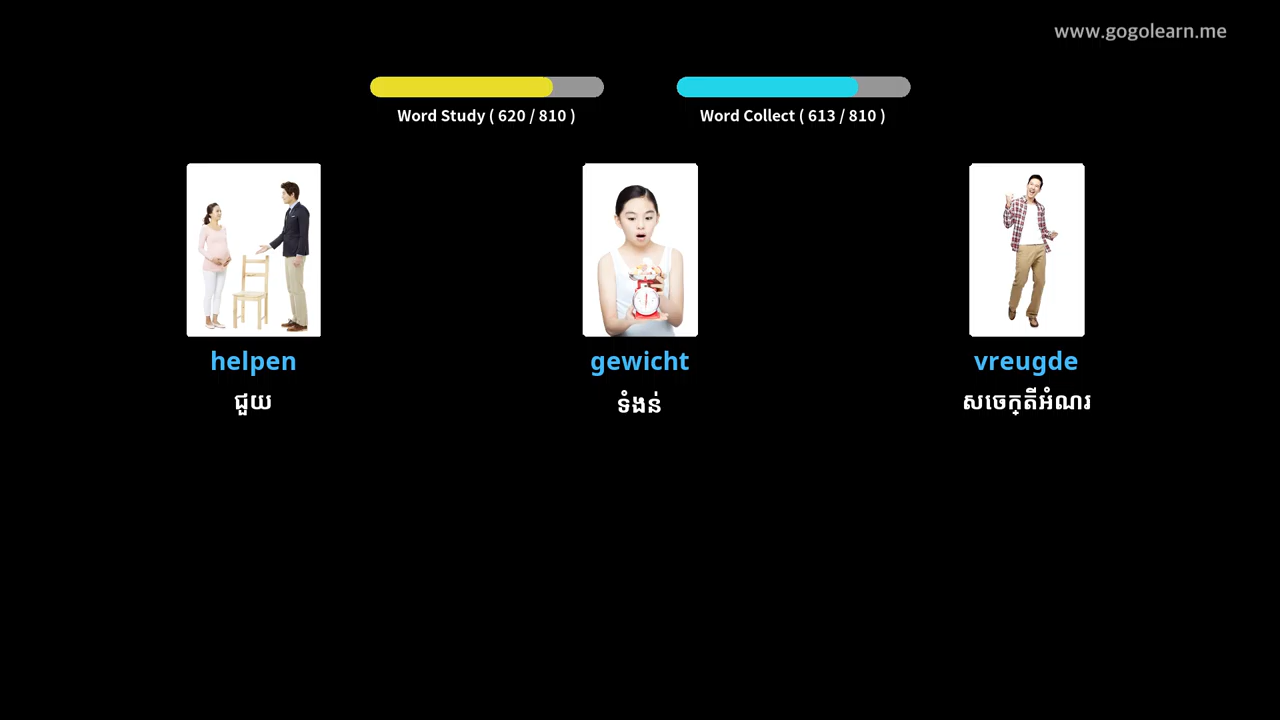 www.gogolearn.me
Word Study ( 620 / 810 )
Word Collect ( 613 / 810 )
helpen
gewicht
vreugde
ជួយ
ទំងន់
សចេក្តីអំណរ